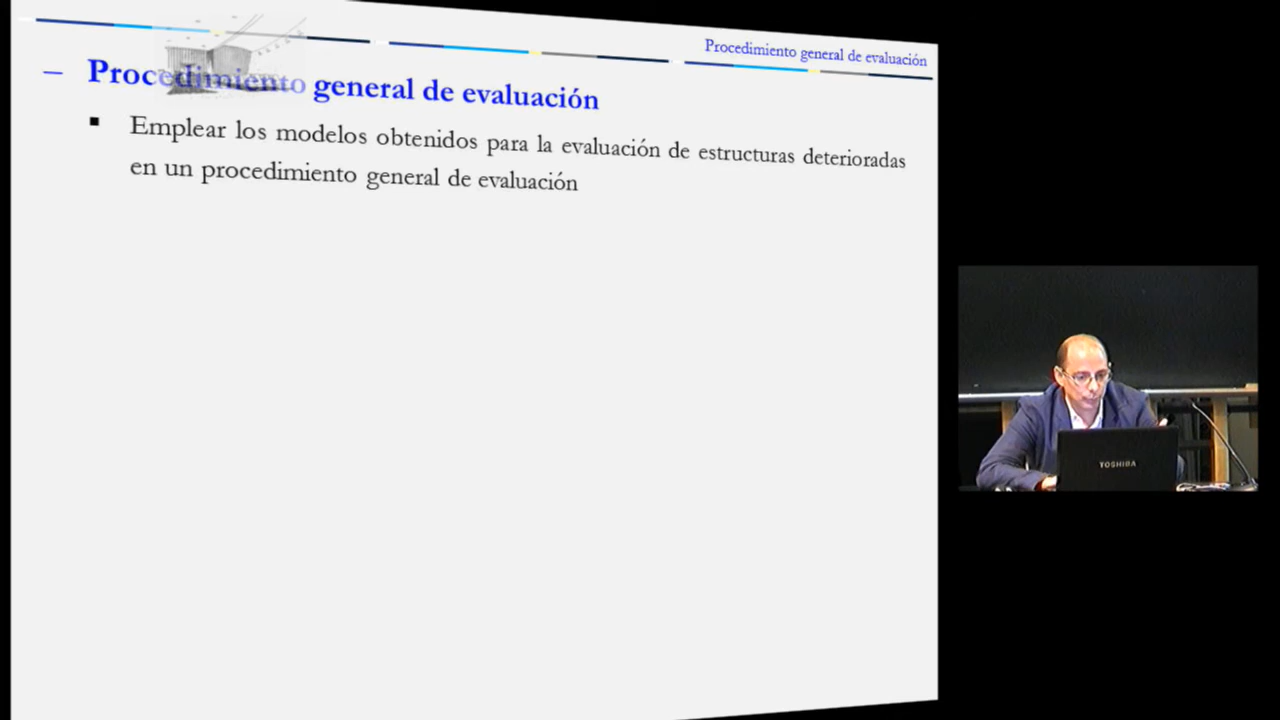 Procedimiento general de evaluación
– Procedimiento general de evaluación
▪ Emplear los modelos obtenidos para la evaluación de estructuras deterioradas
en un procedimiento general de evaluación
TOSHIBA